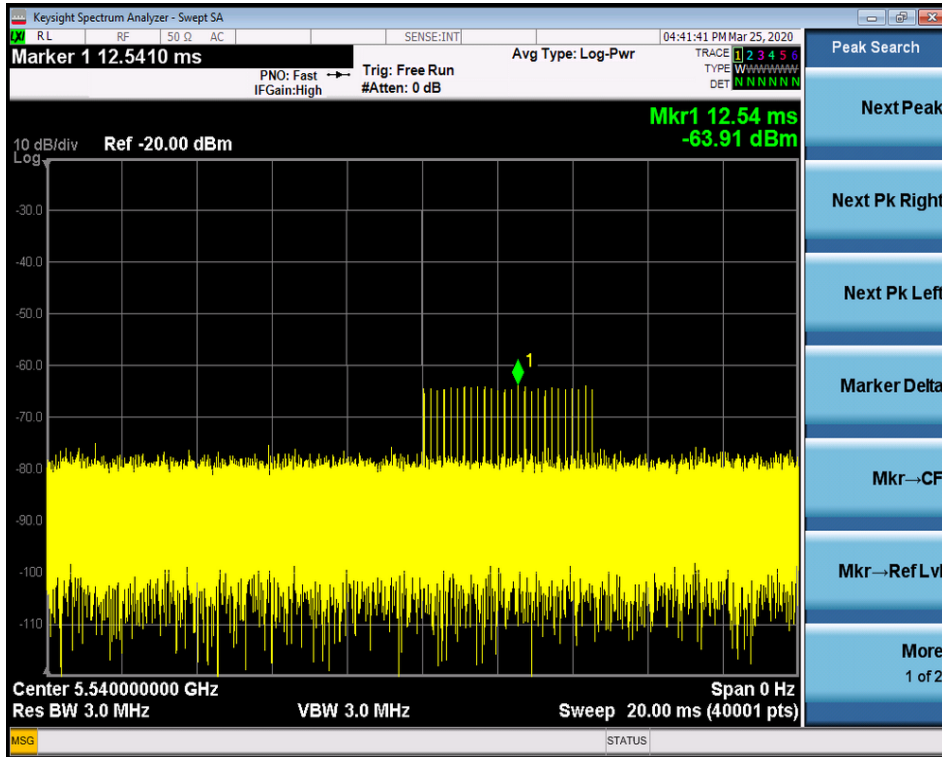 Keysight Spectrum Analyzer - Swept SA
LXI RL RF 50 Ω AC SENSE:INT 04:41:41 PM Mar 25, 2020
Marker 1 12.5410 ms
PNO: Fast
IFGain:High
Trig: Free Run
#Atten: 0 dB
Avg Type: Log-Pwr
TRACE 1 2 3 4 5 6
TYPE WWWWWW
DET N N N N N N
Mkr1 12.54 ms
-63.91 dBm
10 dB/div Ref -20.00 dBm
Log
-30.0
-40.0
-50.0
-60.0
-70.0
-80.0
-90.0
-100
-110
1
Center 5.540000000 GHz Span 0 Hz
Res BW 3.0 MHz VBW 3.0 MHz Sweep 20.00 ms (40001 pts)
MSG STATUS
Peak Search
Next Peak
Next Pk Right
Next Pk Left
Marker Delta
Mkr→CF
Mkr→Ref Lvl
More
1 of 2